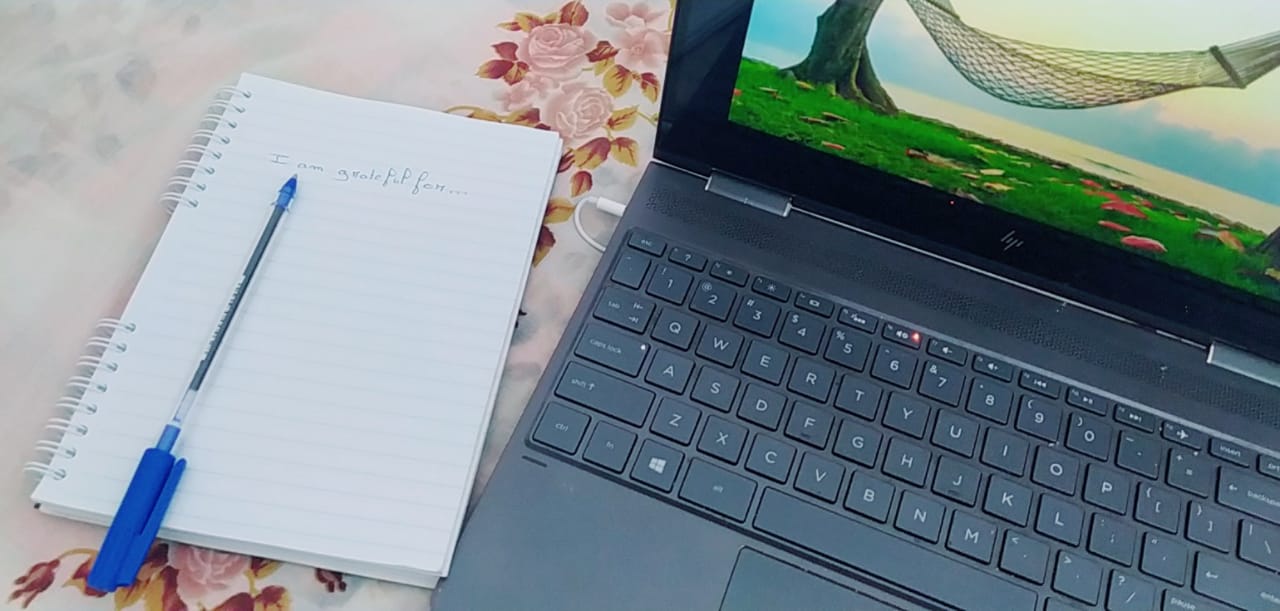 I am grateful for...
hp
esc ?
! 1 @ 2 # 3 $ 4 % 5 ^ 6 & 7 * 8 ( 9 ) 0 - + = backspace
tab Q W E R T Y U I O P { [ } ] | \
caps lock A S D F G H J K L : ; " ' enter
shift Z X C V B N M < , > . ? /
ctrl fn alt
insert
pause